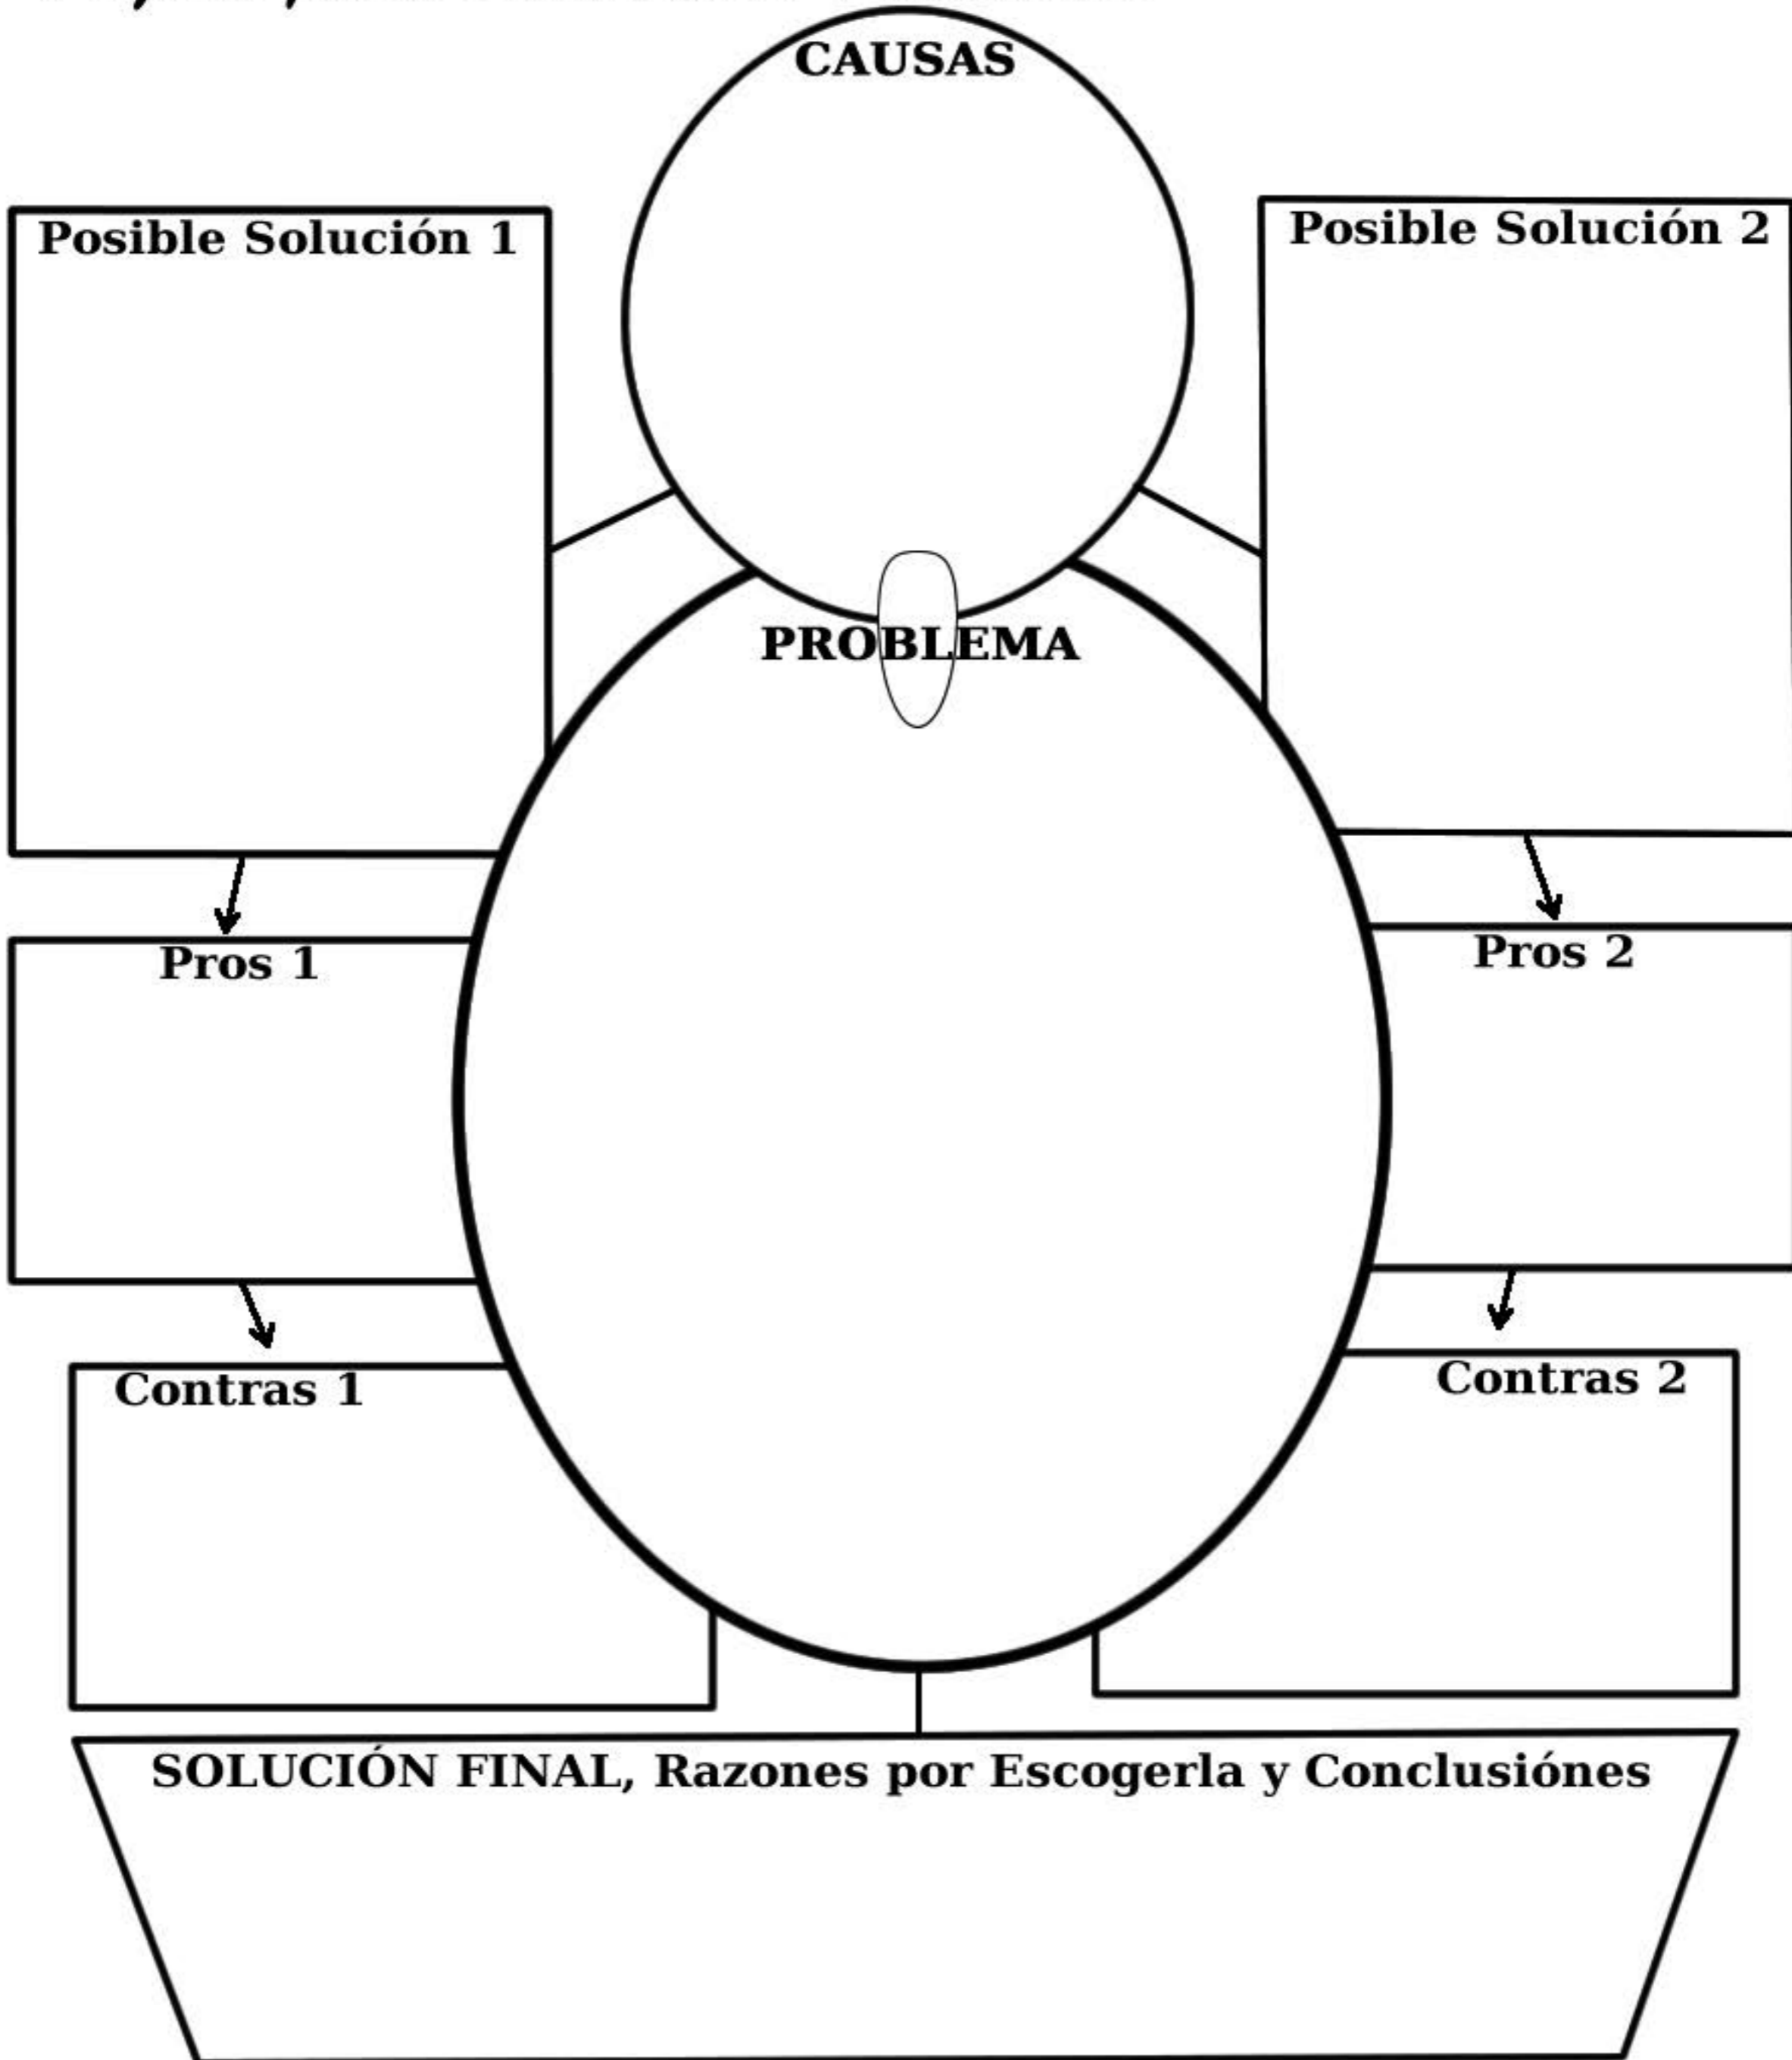 CAUSAS
Posible Solución 1
Posible Solución 2
PROBLEMA
Pros 1
Pros 2
Contras 1
Contras 2
SOLUCIÓN FINAL, Razones por Escogerla y Conclusiónes